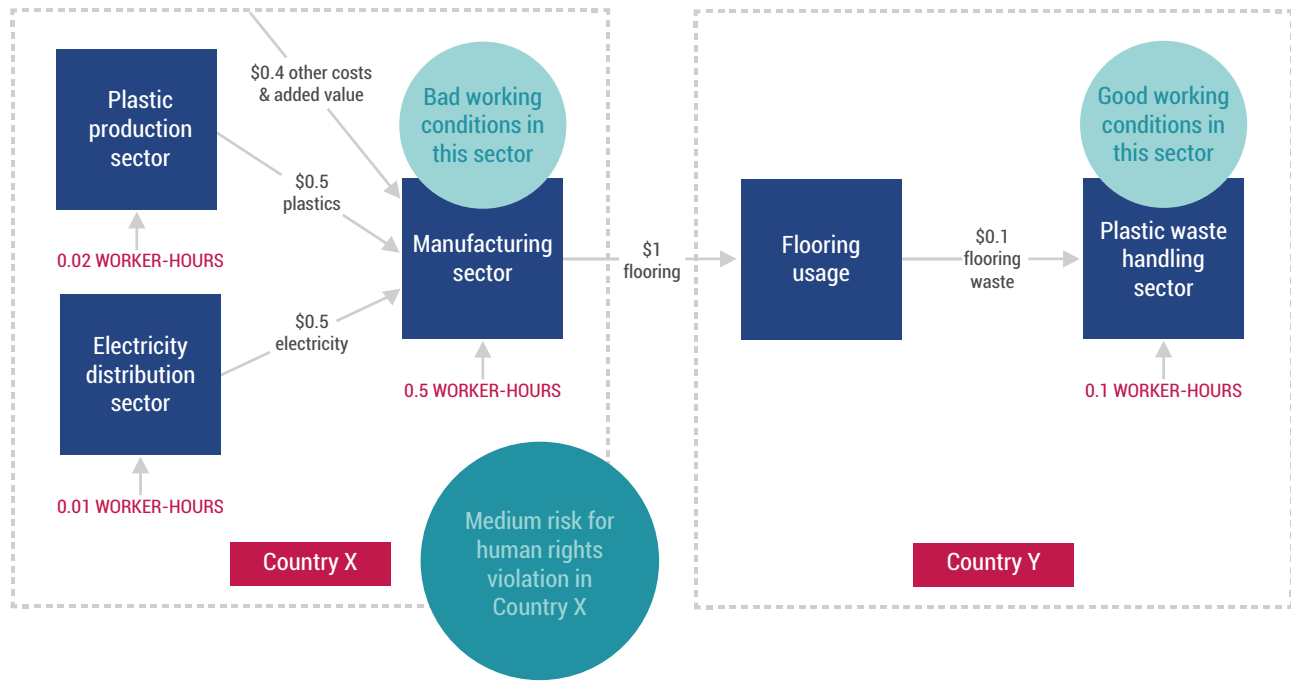 $0.4 other costs
& added value
Plastic
production
sector
Bad working
conditions in
this sector
Good working
conditions in
this sector
$0.5
plastics
0.02 WORKER-HOURS
Manufacturing
sector
$1
flooring
Flooring
usage
$0.1
flooring
waste
Plastic waste
handling
sector
Electricity
distribution
sector
$0.5
electricity
0.5 WORKER-HOURS
0.1 WORKER-HOURS
0.01 WORKER-HOURS
Medium risk for
human rights
violation in
Country X
Country X
Country Y